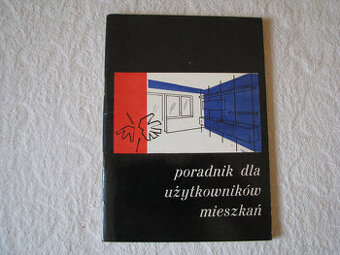 poradnik dla
użytkowników
mieszkań